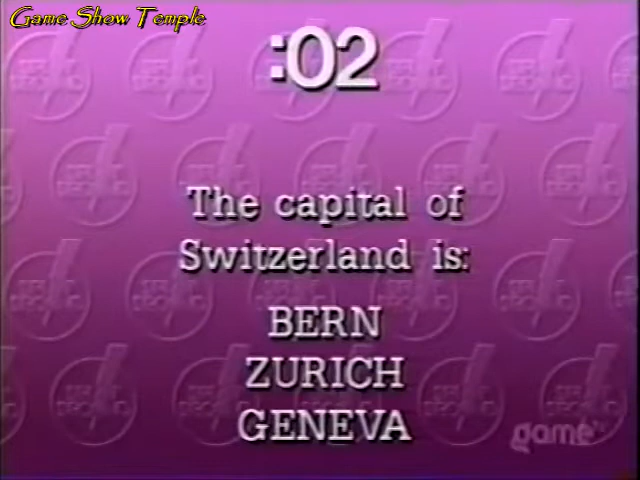 Game Show Temple
:02
The capital of
Switzerland is:
BERN
ZURICH
GENEVA
game